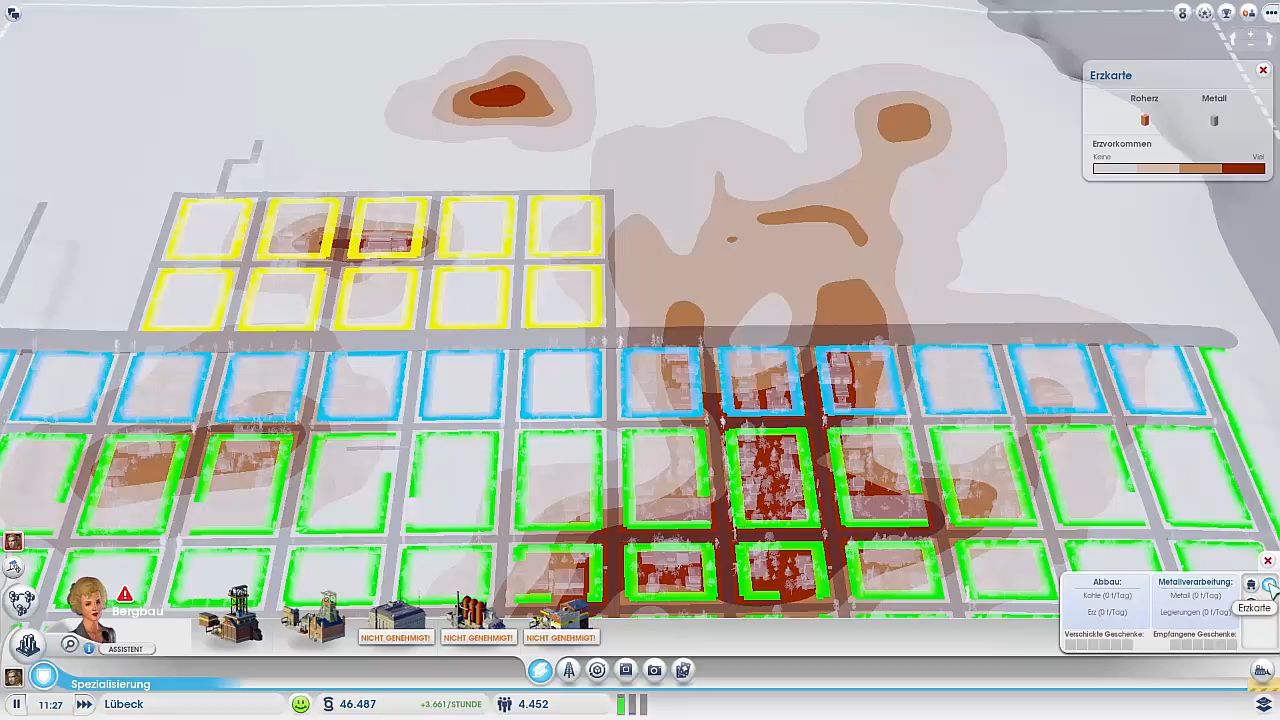 Erzkarte
Roherz Metall
Erzvorkommen
Keine Viel
Abbau: Metallverarbeitung:
Kohle (0 t/Tag) Metall (0 t/Tag)
Erz (0 t/Tag) Legierungen (0 t/Tag)
Verschickte Geschenke: Empfangene Geschenke:
Erzkarte
Bergbau
NICHT GENEHMIGT! NICHT GENEHMIGT! NICHT GENEHMIGT!
ASSISTENT
Spezialisierung
11:27 Lübeck 46.487 +3.661/STUNDE 4.452